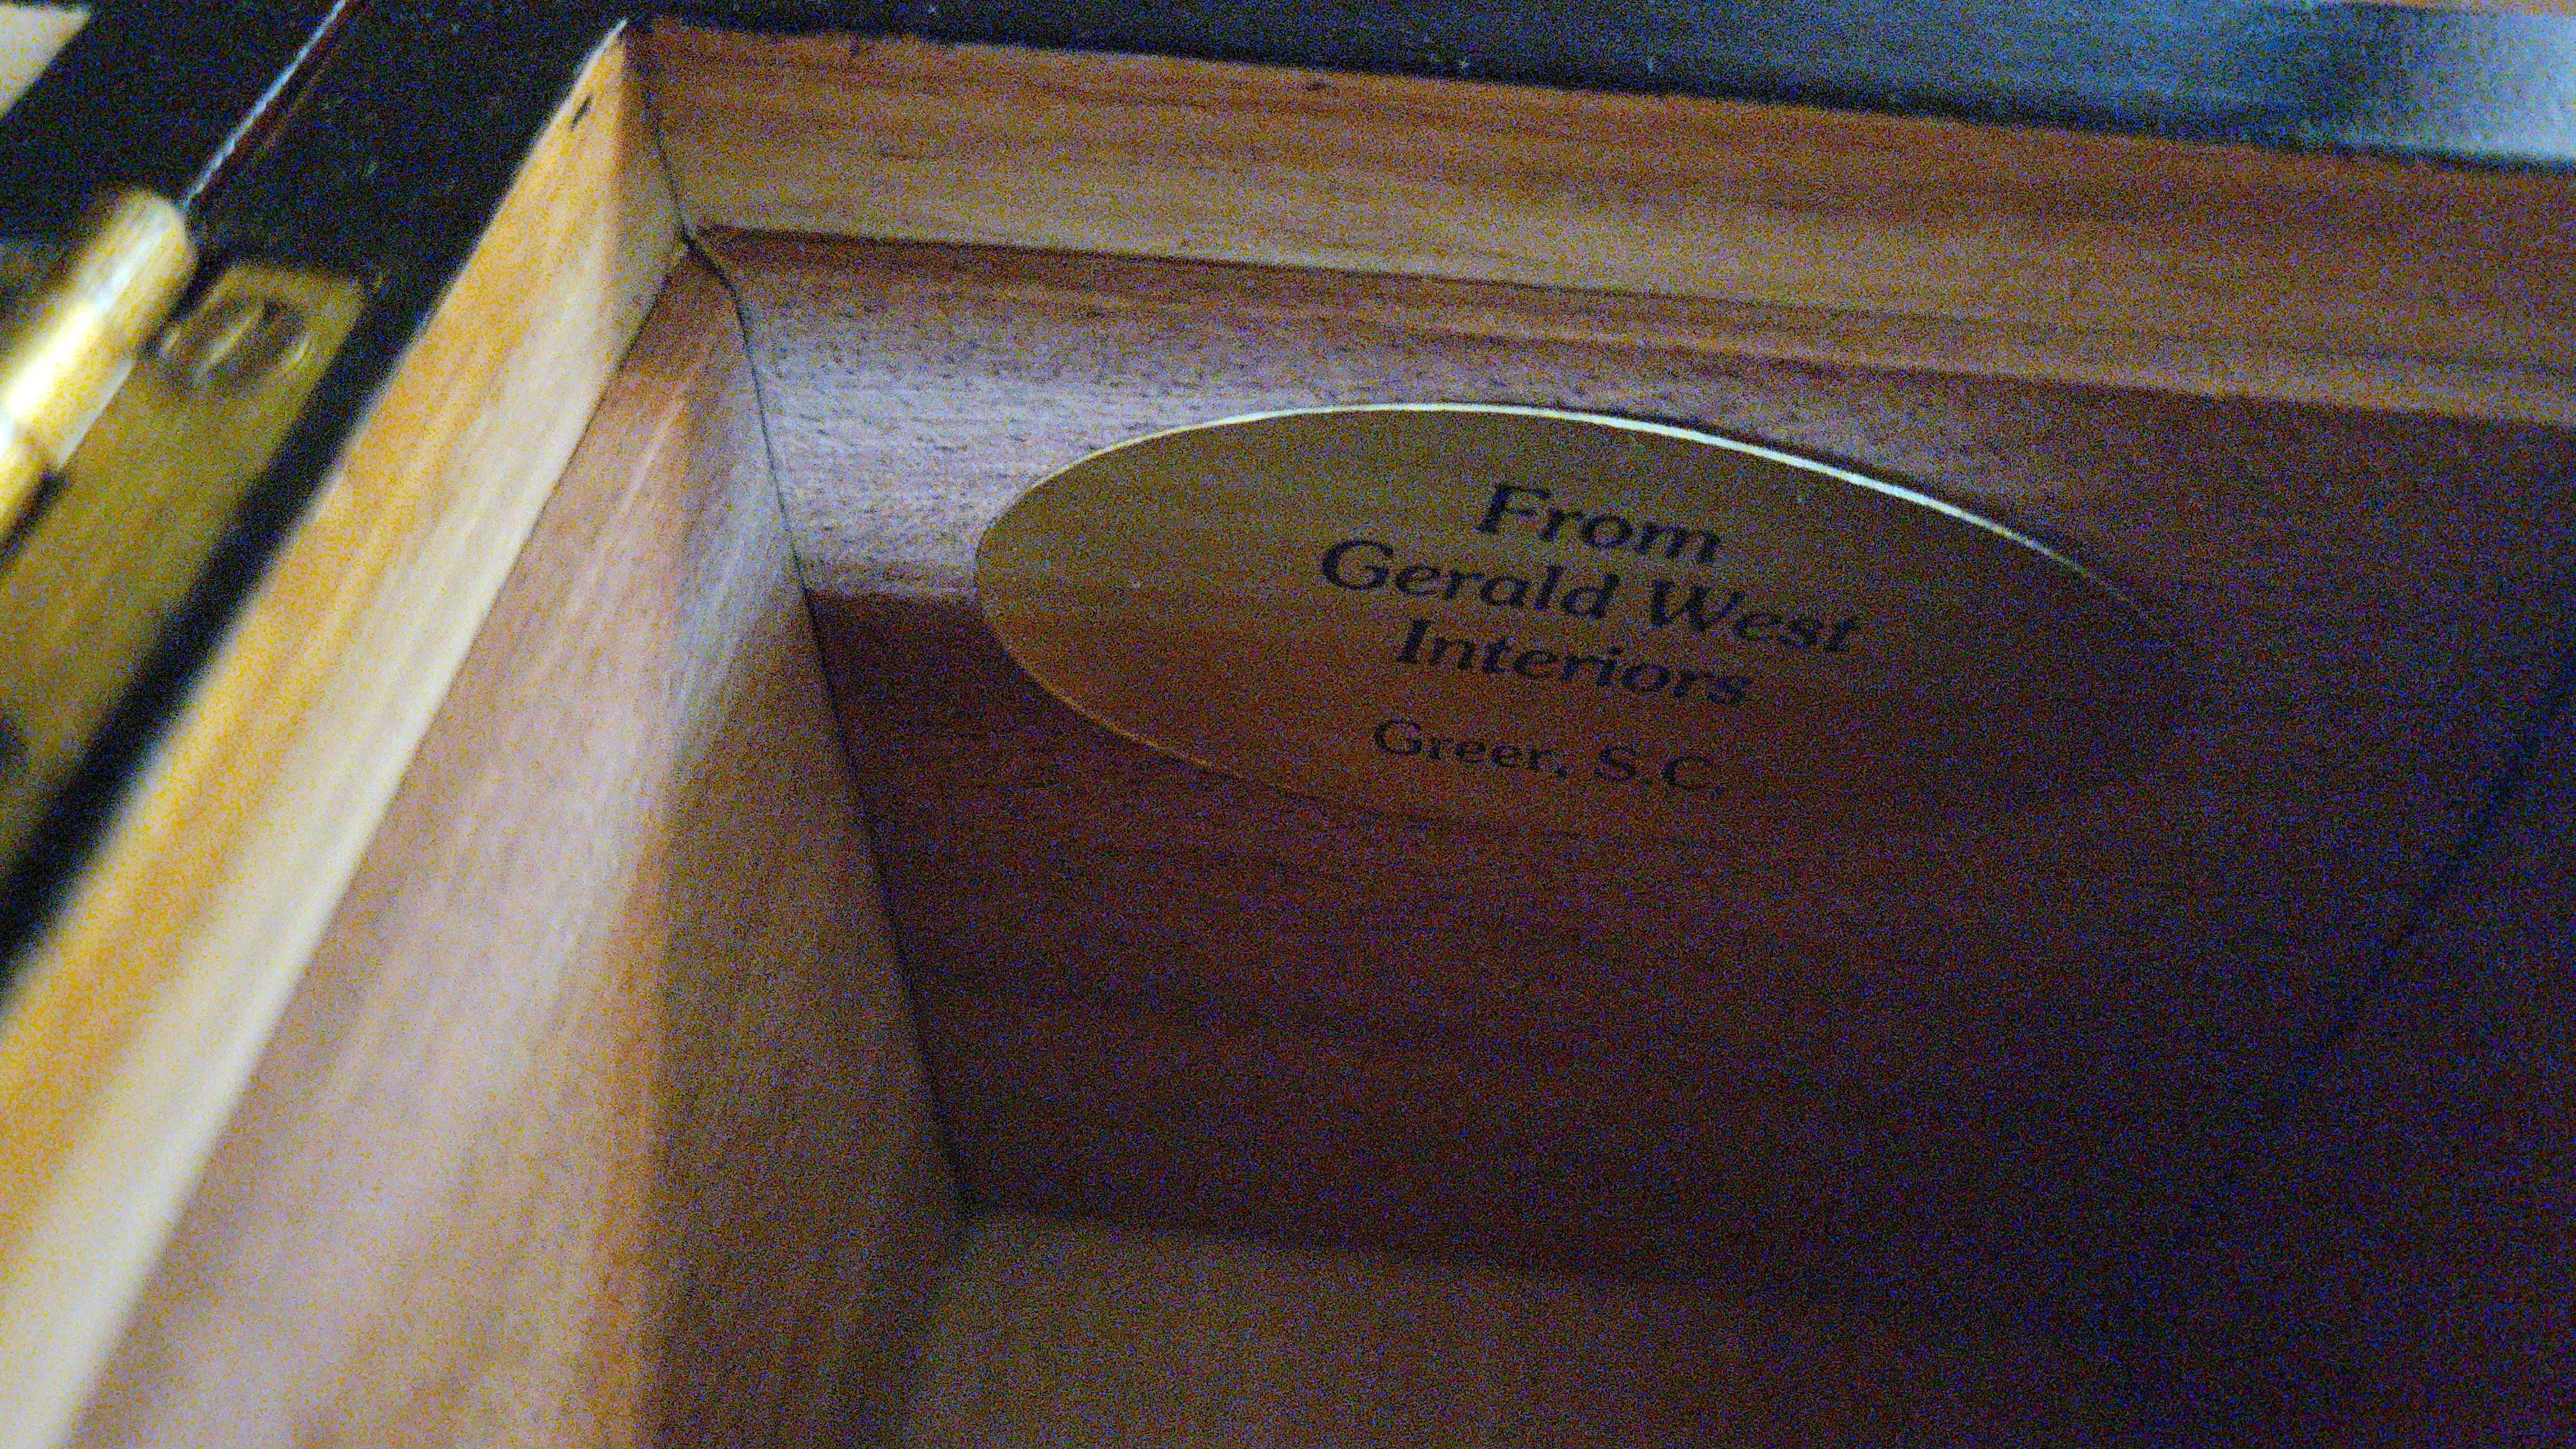 From
Gerald West
Interiors
Greer, S.C.